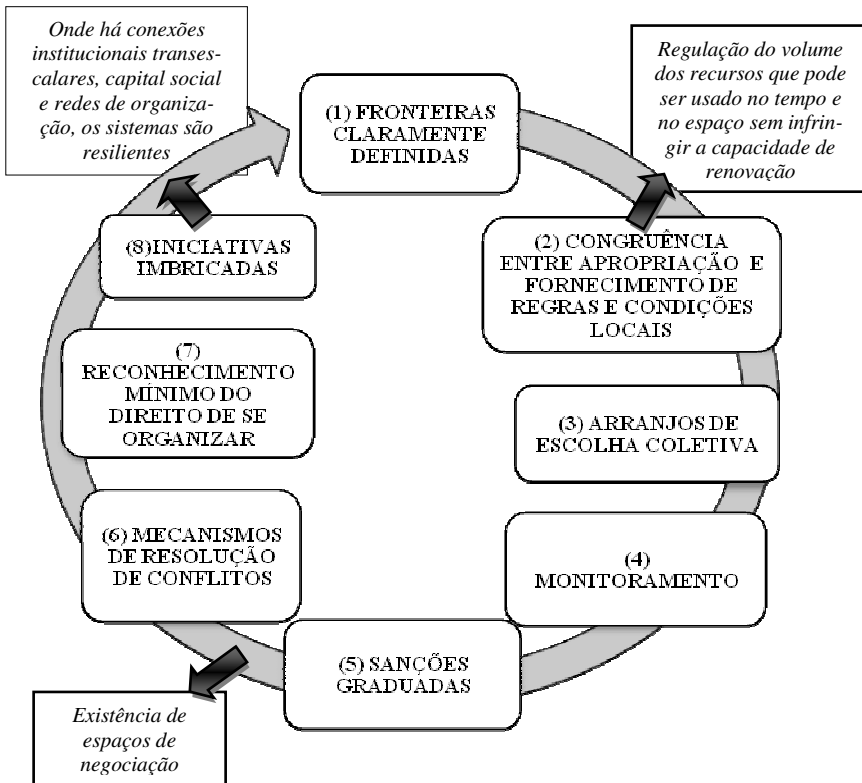 Onde há conexões
institucionais transes-
calares, capital social
e redes de organiza-
ção, os sistemas são
resilientes
(1) FRONTEIRAS
CLARAMENTE
DEFINIDAS
Regulação do volume
dos recursos que pode
ser usado no tempo e
no espaço sem infrin-
gir a capacidade de
renovação
(2) CONGRUÊNCIA
ENTRE APROPRIAÇÃO E
FORNECIMENTO DE
REGRAS E CONDIÇÕES
LOCAIS
(3) ARRANJOS DE
ESCOLHA COLETIVA
(4)
MONITORAMENTO
(5) SANÇÕES
GRADUADAS
(6) MECANISMOS
DE RESOLUÇÃO
DE CONFLITOS
Existência de
espaços de
negociação
(7)
RECONHECIMENTO
MÍNIMO DO
DIREITO DE SE
ORGANIZAR
(8)INICIATIVAS
IMBRICADAS